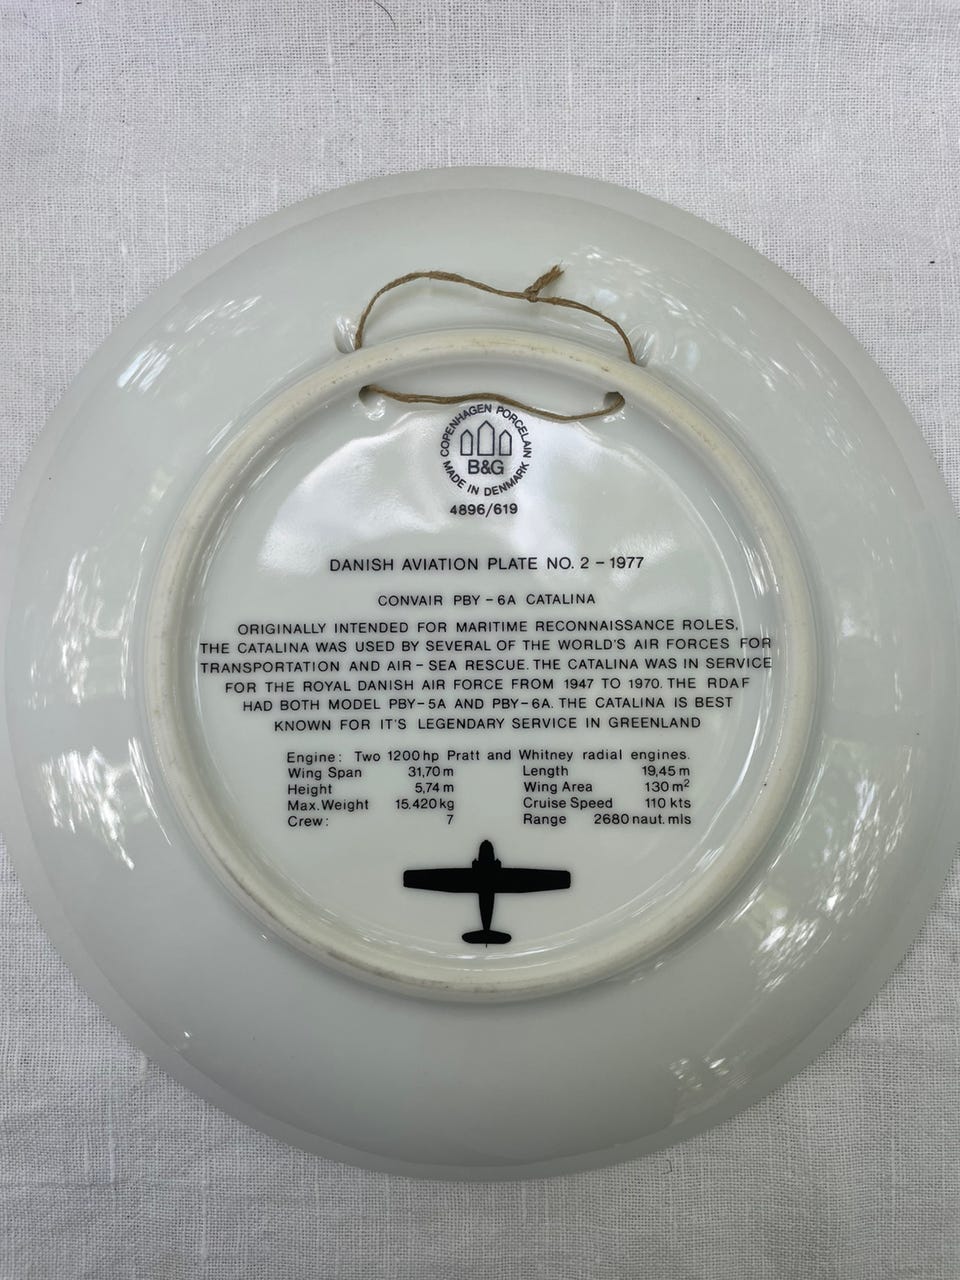 COPENHAGEN PORCELAIN
B&G
MADE IN DENMARK
4896/619
DANISH AVIATION PLATE NO. 2 – 1977
CONVAIR PBY – 6A CATALINA
ORIGINALLY INTENDED FOR MARITIME RECONNAISSANCE ROLES,
THE CATALINA WAS USED BY SEVERAL OF THE WORLD'S AIR FORCES FOR
TRANSPORTATION AND AIR – SEA RESCUE. THE CATALINA WAS IN SERVICE
FOR THE ROYAL DANISH AIR FORCE FROM 1947 TO 1970. THE RDAF
HAD BOTH MODEL PBY – 5A AND PBY – 6A. THE CATALINA IS BEST
KNOWN FOR IT'S LEGENDARY SERVICE IN GREENLAND
Engine: Two 1200 hp Pratt and Whitney radial engines.
Wing Span 31,70 m Length 19,45 m
Height 5,74 m Wing Area 130 m²
Max. Weight 15.420 kg Cruise Speed 110 kts
Crew: 7 Range 2680 naut. mls